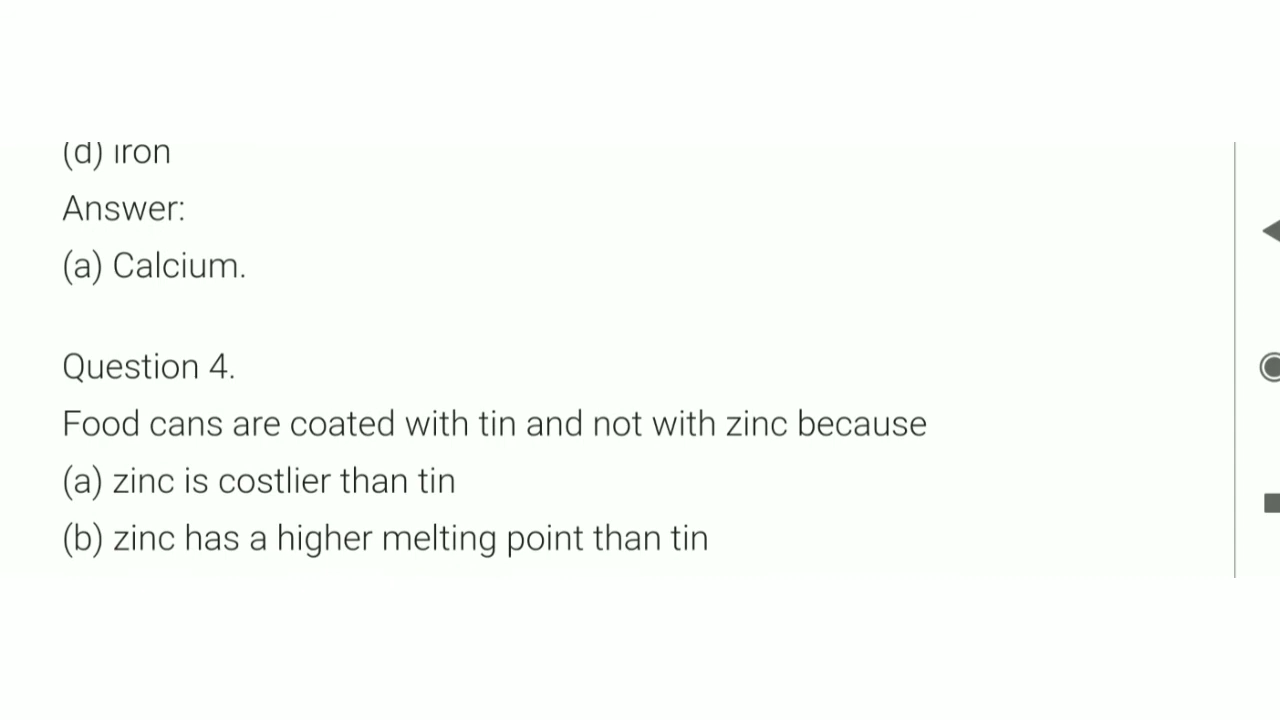 (d) iron
Answer:
(a) Calcium.
Question 4.
Food cans are coated with tin and not with zinc because
(a) zinc is costlier than tin
(b) zinc has a higher melting point than tin